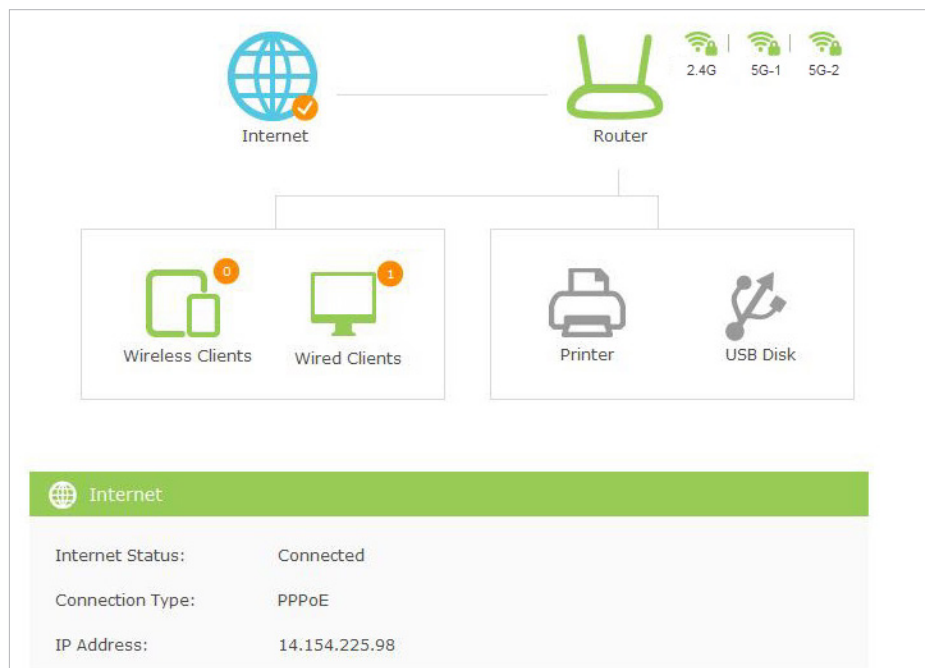 2.4G 5G-1 5G-2
Internet Router
0 1
Wireless Clients Wired Clients Printer USB Disk
Internet
Internet Status: Connected
Connection Type: PPPoE
IP Address: 14.154.225.98